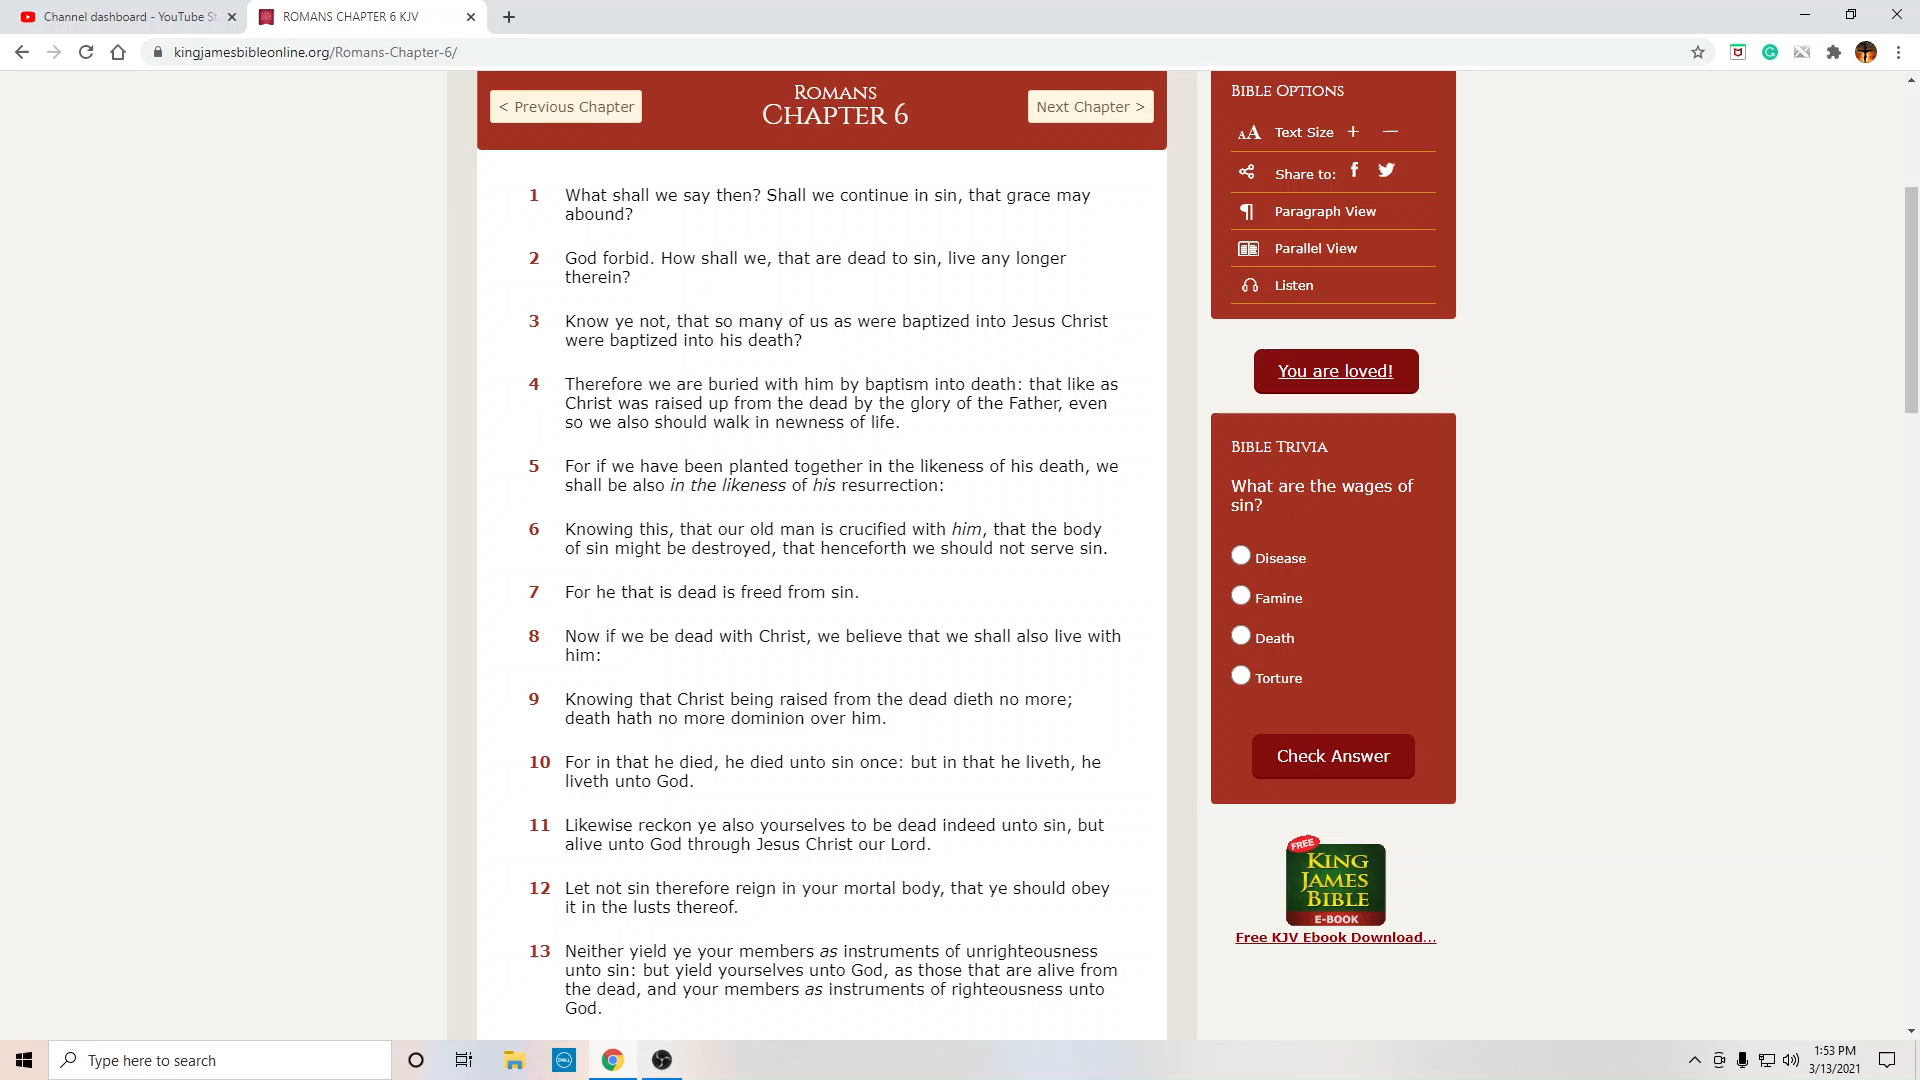 Channel dashboard - YouTube St
ROMANS CHAPTER 6 KJV
kingjamesbibleonline.org/Romans-Chapter-6/
< Previous Chapter
Romans
Chapter 6
Next Chapter >
1 What shall we say then? Shall we continue in sin, that grace may
abound?
2 God forbid. How shall we, that are dead to sin, live any longer
therein?
3 Know ye not, that so many of us as were baptized into Jesus Christ
were baptized into his death?
4 Therefore we are buried with him by baptism into death: that like as
Christ was raised up from the dead by the glory of the Father, even
so we also should walk in newness of life.
5 For if we have been planted together in the likeness of his death, we
shall be also in the likeness of his resurrection:
6 Knowing this, that our old man is crucified with him, that the body
of sin might be destroyed, that henceforth we should not serve sin.
7 For he that is dead is freed from sin.
8 Now if we be dead with Christ, we believe that we shall also live with
him:
9 Knowing that Christ being raised from the dead dieth no more;
death hath no more dominion over him.
10 For in that he died, he died unto sin once: but in that he liveth, he
liveth unto God.
11 Likewise reckon ye also yourselves to be dead indeed unto sin, but
alive unto God through Jesus Christ our Lord.
12 Let not sin therefore reign in your mortal body, that ye should obey
it in the lusts thereof.
13 Neither yield ye your members as instruments of unrighteousness
unto sin: but yield yourselves unto God, as those that are alive from
the dead, and your members as instruments of righteousness unto
God.
Bible Options
AA Text Size + —
Share to:
Paragraph View
Parallel View
Listen
You are loved!
Bible Trivia
What are the wages of
sin?
Disease
Famine
Death
Torture
Check Answer
FREE
King
James
Bible
E-BOOK
Free KJV Ebook Download...
Type here to search
DELL
1:53 PM
3/13/2021